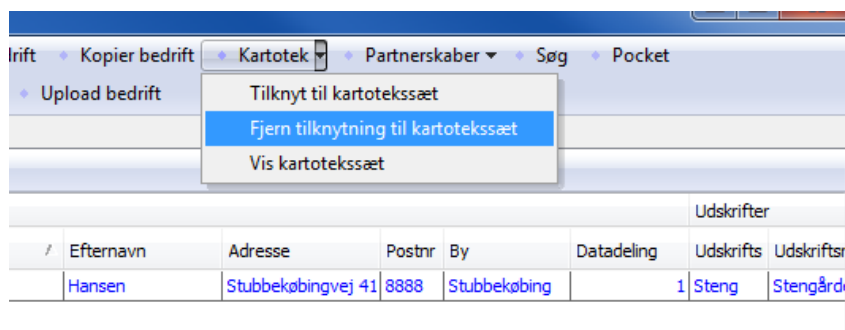 Kopier bedrift Kartotek Partnerskaber Søg Pocket
Upload bedrift
Tilknyt til kartotekssæt
Fjern tilknytning til kartotekssæt
Vis kartotekssæt
Udskrifter
Efternavn Adresse Postnr By Datadeling Udskrifts
Hansen Stubbekøbingvej 41 8888 Stubbekøbing 1 Steng